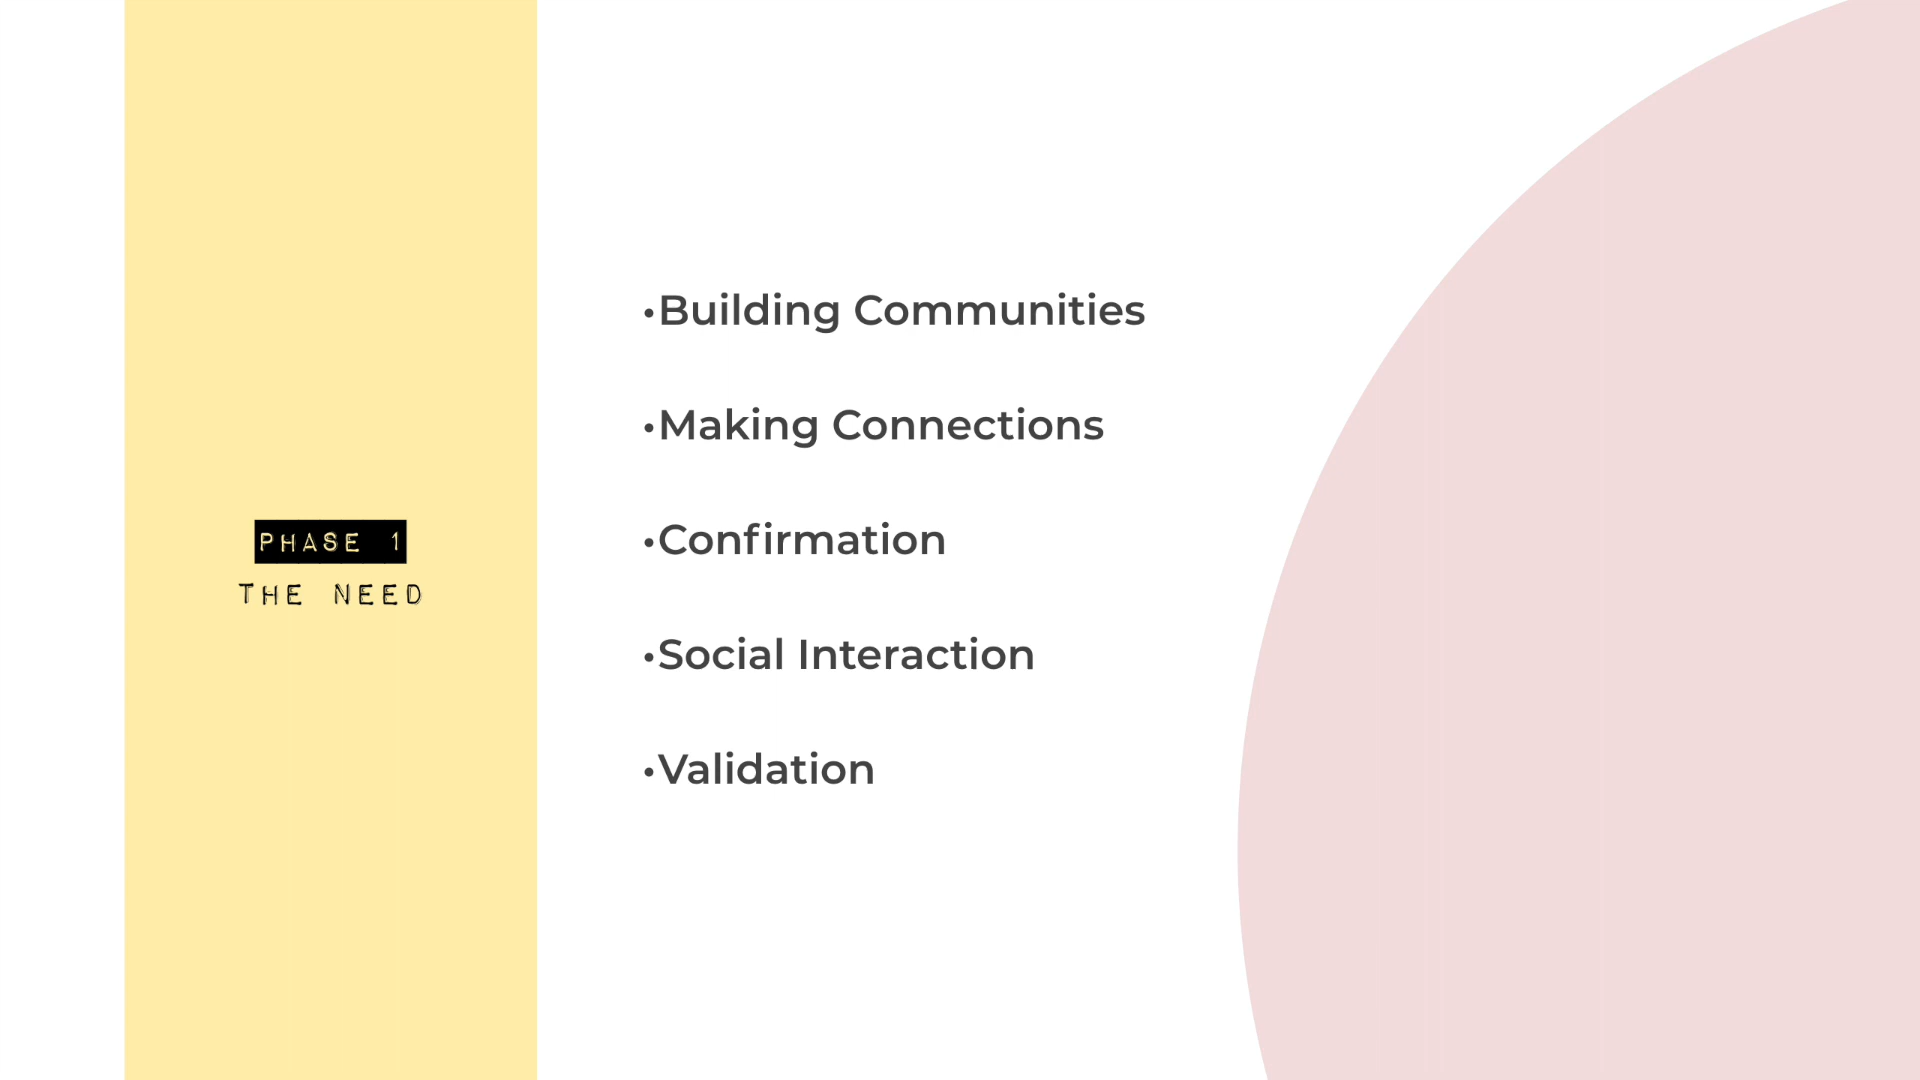 PHASE 1
THE NEED
•Building Communities
•Making Connections
•Confirmation
•Social Interaction
•Validation